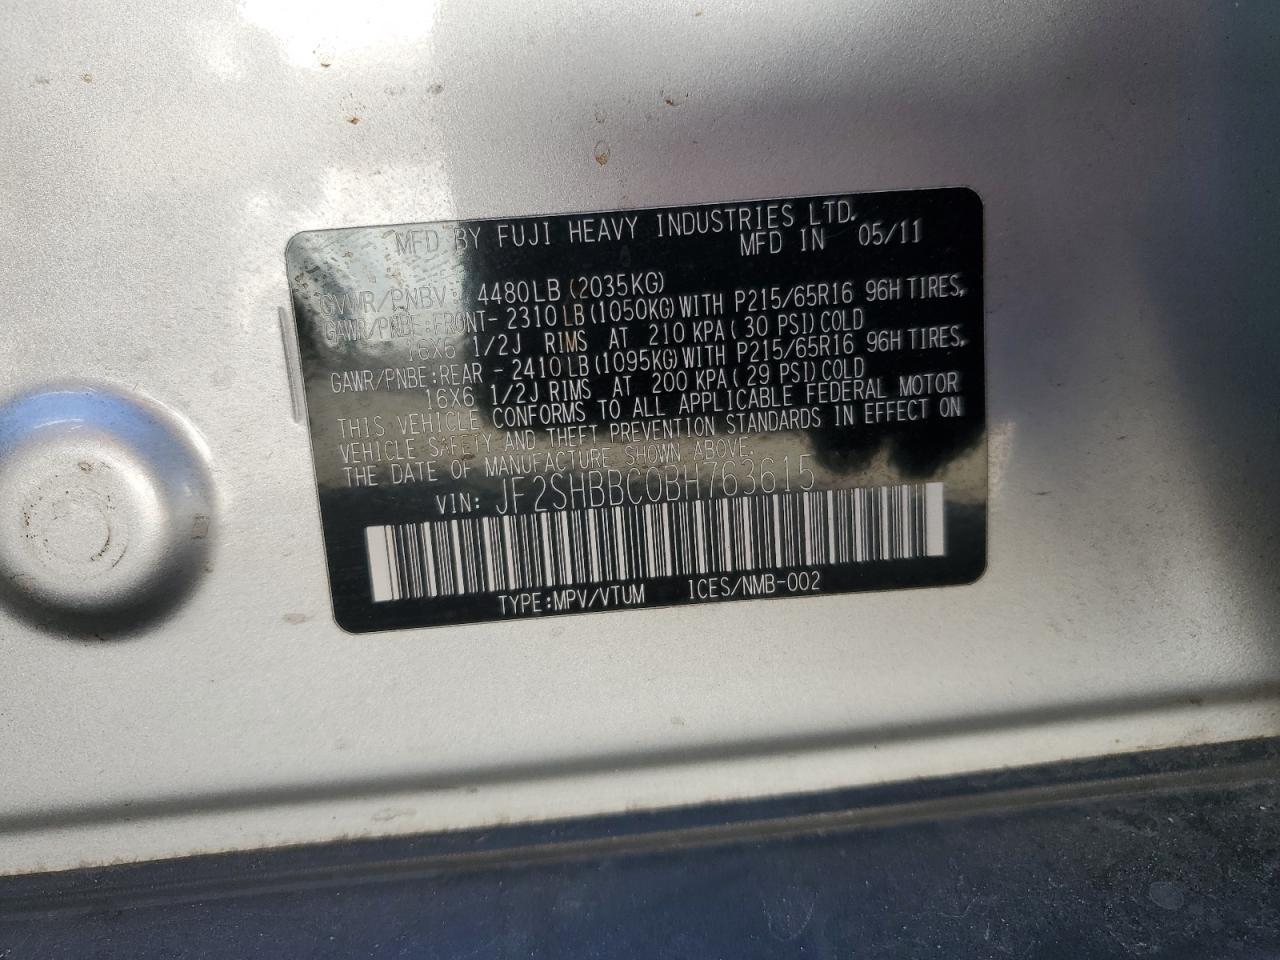 MFD BY FUJI HEAVY INDUSTRIES LTD.
MFD IN 05/11
GVWR/PNBV: 4480LB (2035KG)
GAWR/PNBE:FRONT- 2310 LB (1050KG) WITH P215/65R16 96H TIRES,
16X6 1/2J RIMS AT 210 KPA ( 30 PSI) COLD
GAWR/PNBE:REAR - 2410 LB (1095KG) WITH P215/65R16 96H TIRES,
16X6 1/2J RIMS AT 200 KPA ( 29 PSI) COLD
THIS VEHICLE CONFORMS TO ALL APPLICABLE FEDERAL MOTOR
VEHICLE SAFETY AND THEFT PREVENTION STANDARDS IN EFFECT ON
THE DATE OF MANUFACTURE SHOWN ABOVE.
VIN: JF2SHBBC0BH763615
TYPE:MPV/VTUM ICES/NMB-002